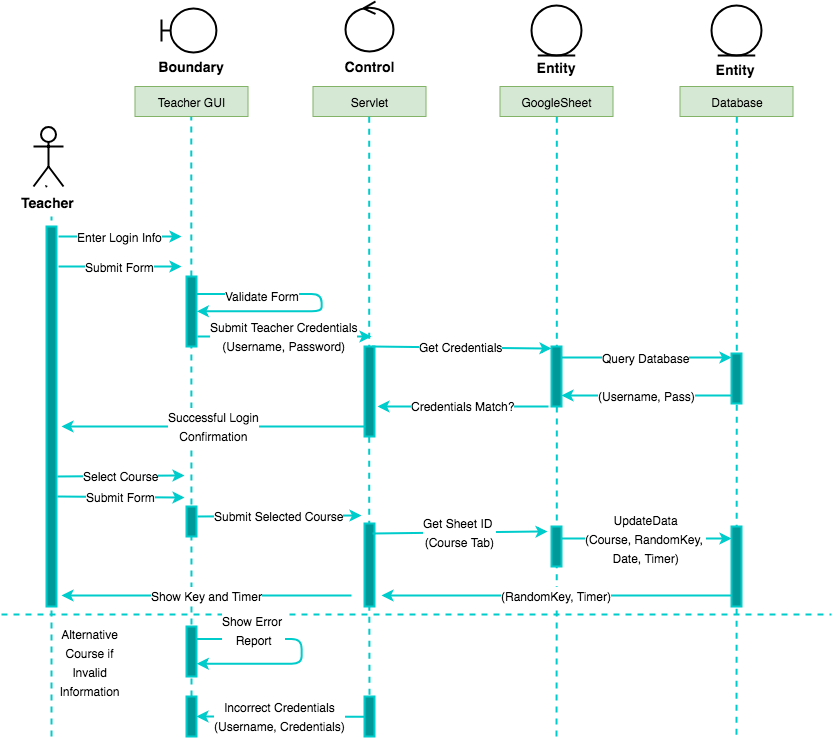 Boundary
Control
Entity
Entity
Teacher GUI
Servlet
GoogleSheet
Database
Teacher
Enter Login Info
Submit Form
Validate Form
Submit Teacher Credentials
(Username, Password)
Get Credentials
Query Database
(Username, Pass)
Credentials Match?
Successful Login
Confirmation
Select Course
Submit Form
Submit Selected Course
Get Sheet ID
(Course Tab)
UpdateData
(Course, RandomKey,
Date, Timer)
Show Key and Timer
(RandomKey, Timer)
Alternative
Course if
Invalid
Information
Show Error
Report
Incorrect Credentials
(Username, Credentials)